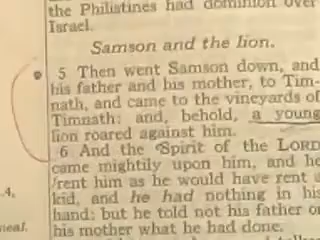 the Philistines had dominion over
Israel.
Samson and the lion.
5 Then went Samson down, and
his father and his mother, to Tim-
nath, and came to the vineyards of
Timnath: and, behold, a young
lion roared against him.
6 And the Spirit of the LORD
came mightily upon him, and he
rent him as he would have rent a
kid, and he had nothing in his
hand: but he told not his father or
his mother what he had done.
.4,
neal.